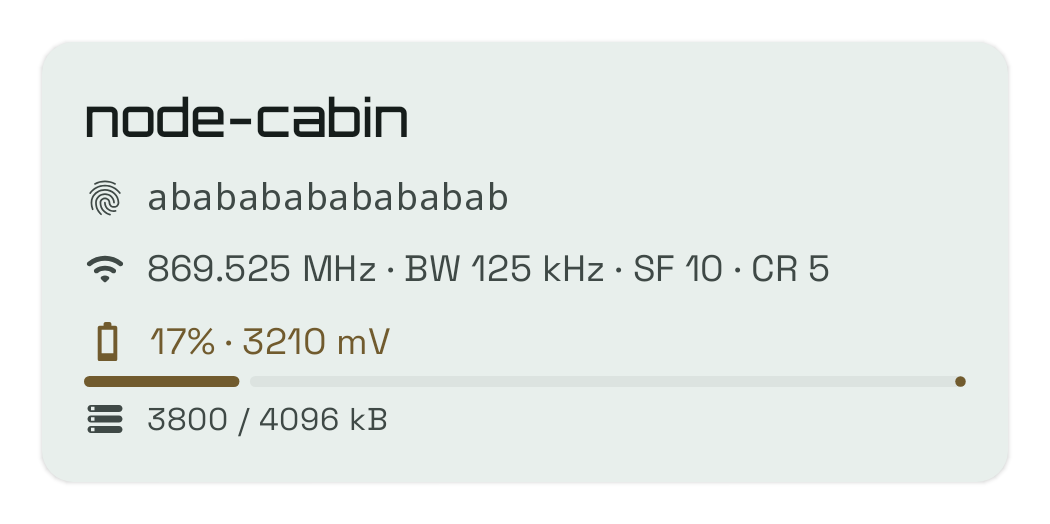 node-cabin
abababababababab
869.525 MHz · BW 125 kHz · SF 10 · CR 5
17% · 3210 mV
3800 / 4096 kB